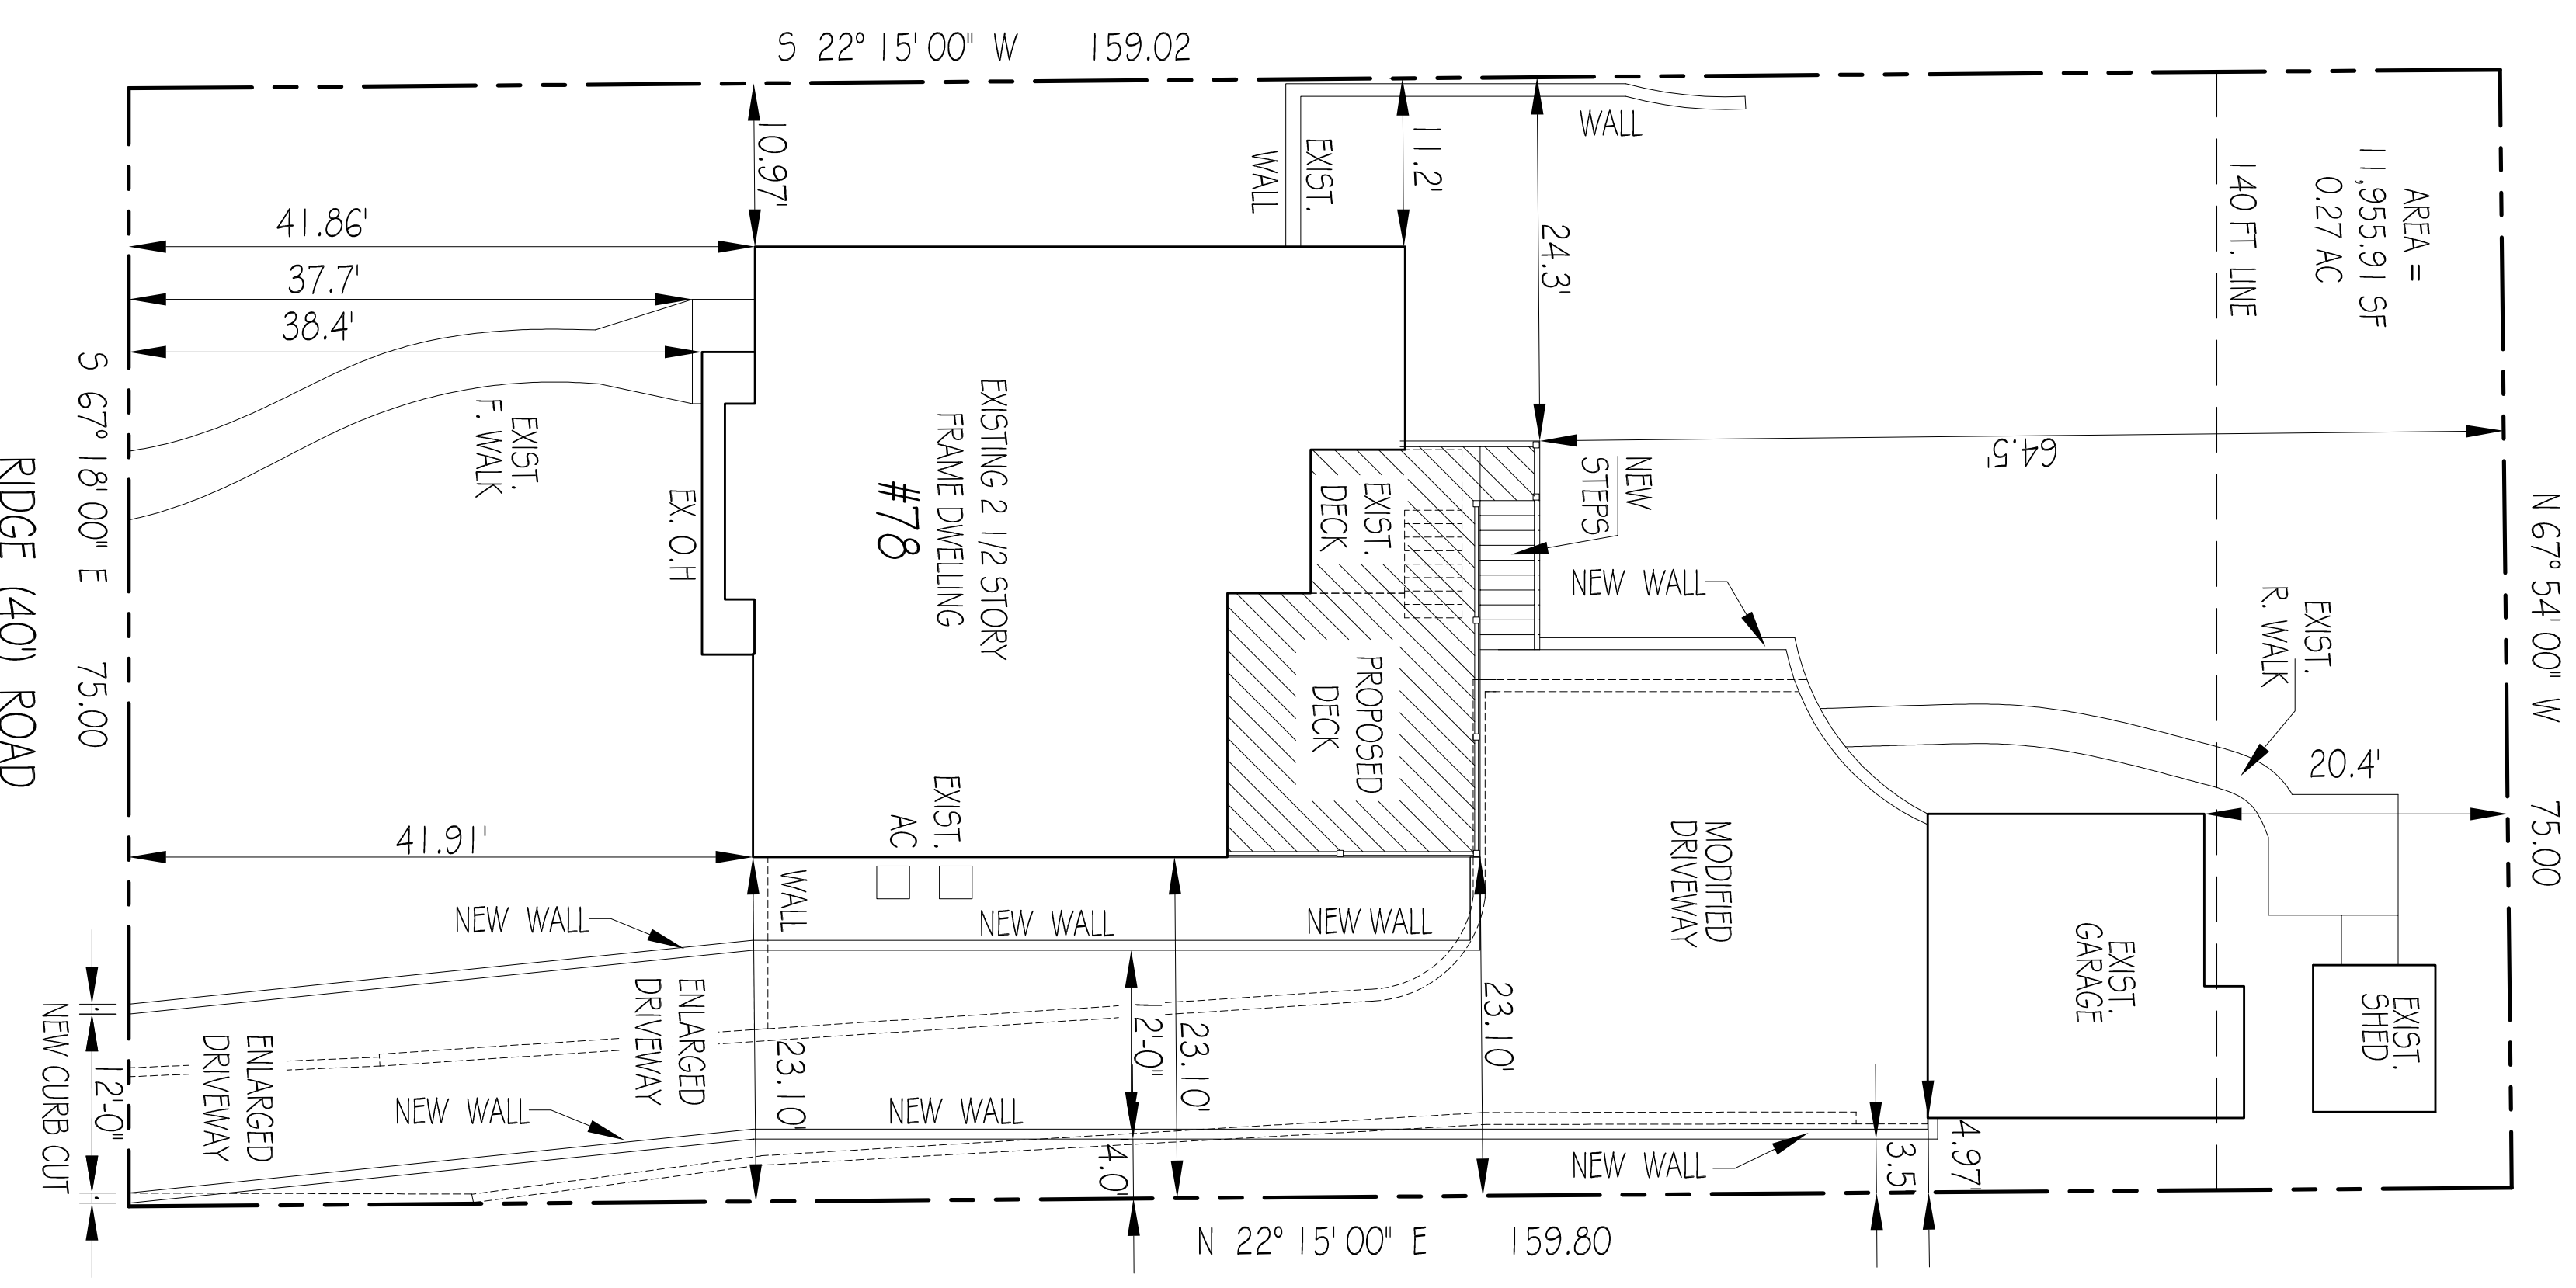 S 22° 15' 00" W 159.02
10.97'
EXIST.
WALL
11.2'
WALL
24.3'
AREA =
11,955.91 SF
0.27 AC
140 FT. LINE
41.86'
37.7'
38.4'
S 67° 18'00" E 75.00
RIDGE (40') ROAD
EXIST.
F. WALK
EX. O.H
EXISTING 2 1/2 STORY
FRAME DWELLING
#78
EXIST.
DECK
NEW
STEPS
64.5'
N 67° 54' 00" W 75.00
NEW WALL
PROPOSED
DECK
EXIST.
R. WALK
20.4'
41.91'
EXIST.
AC
MODIFIED
DRIVEWAY
EXIST.
GARAGE
EXIST.
SHED
WALL
NEW WALL
NEW WALL
NEW WALL
ENLARGED
DRIVEWAY
ENLARGED
DRIVEWAY
12'-0"
NEW CURB CUT
23.10'
12'-0"
23.10'
23.10'
NEW WALL
NEW WALL
4.0'
NEW WALL
3.5
4.97'
N 22° 15' 00" E 159.80